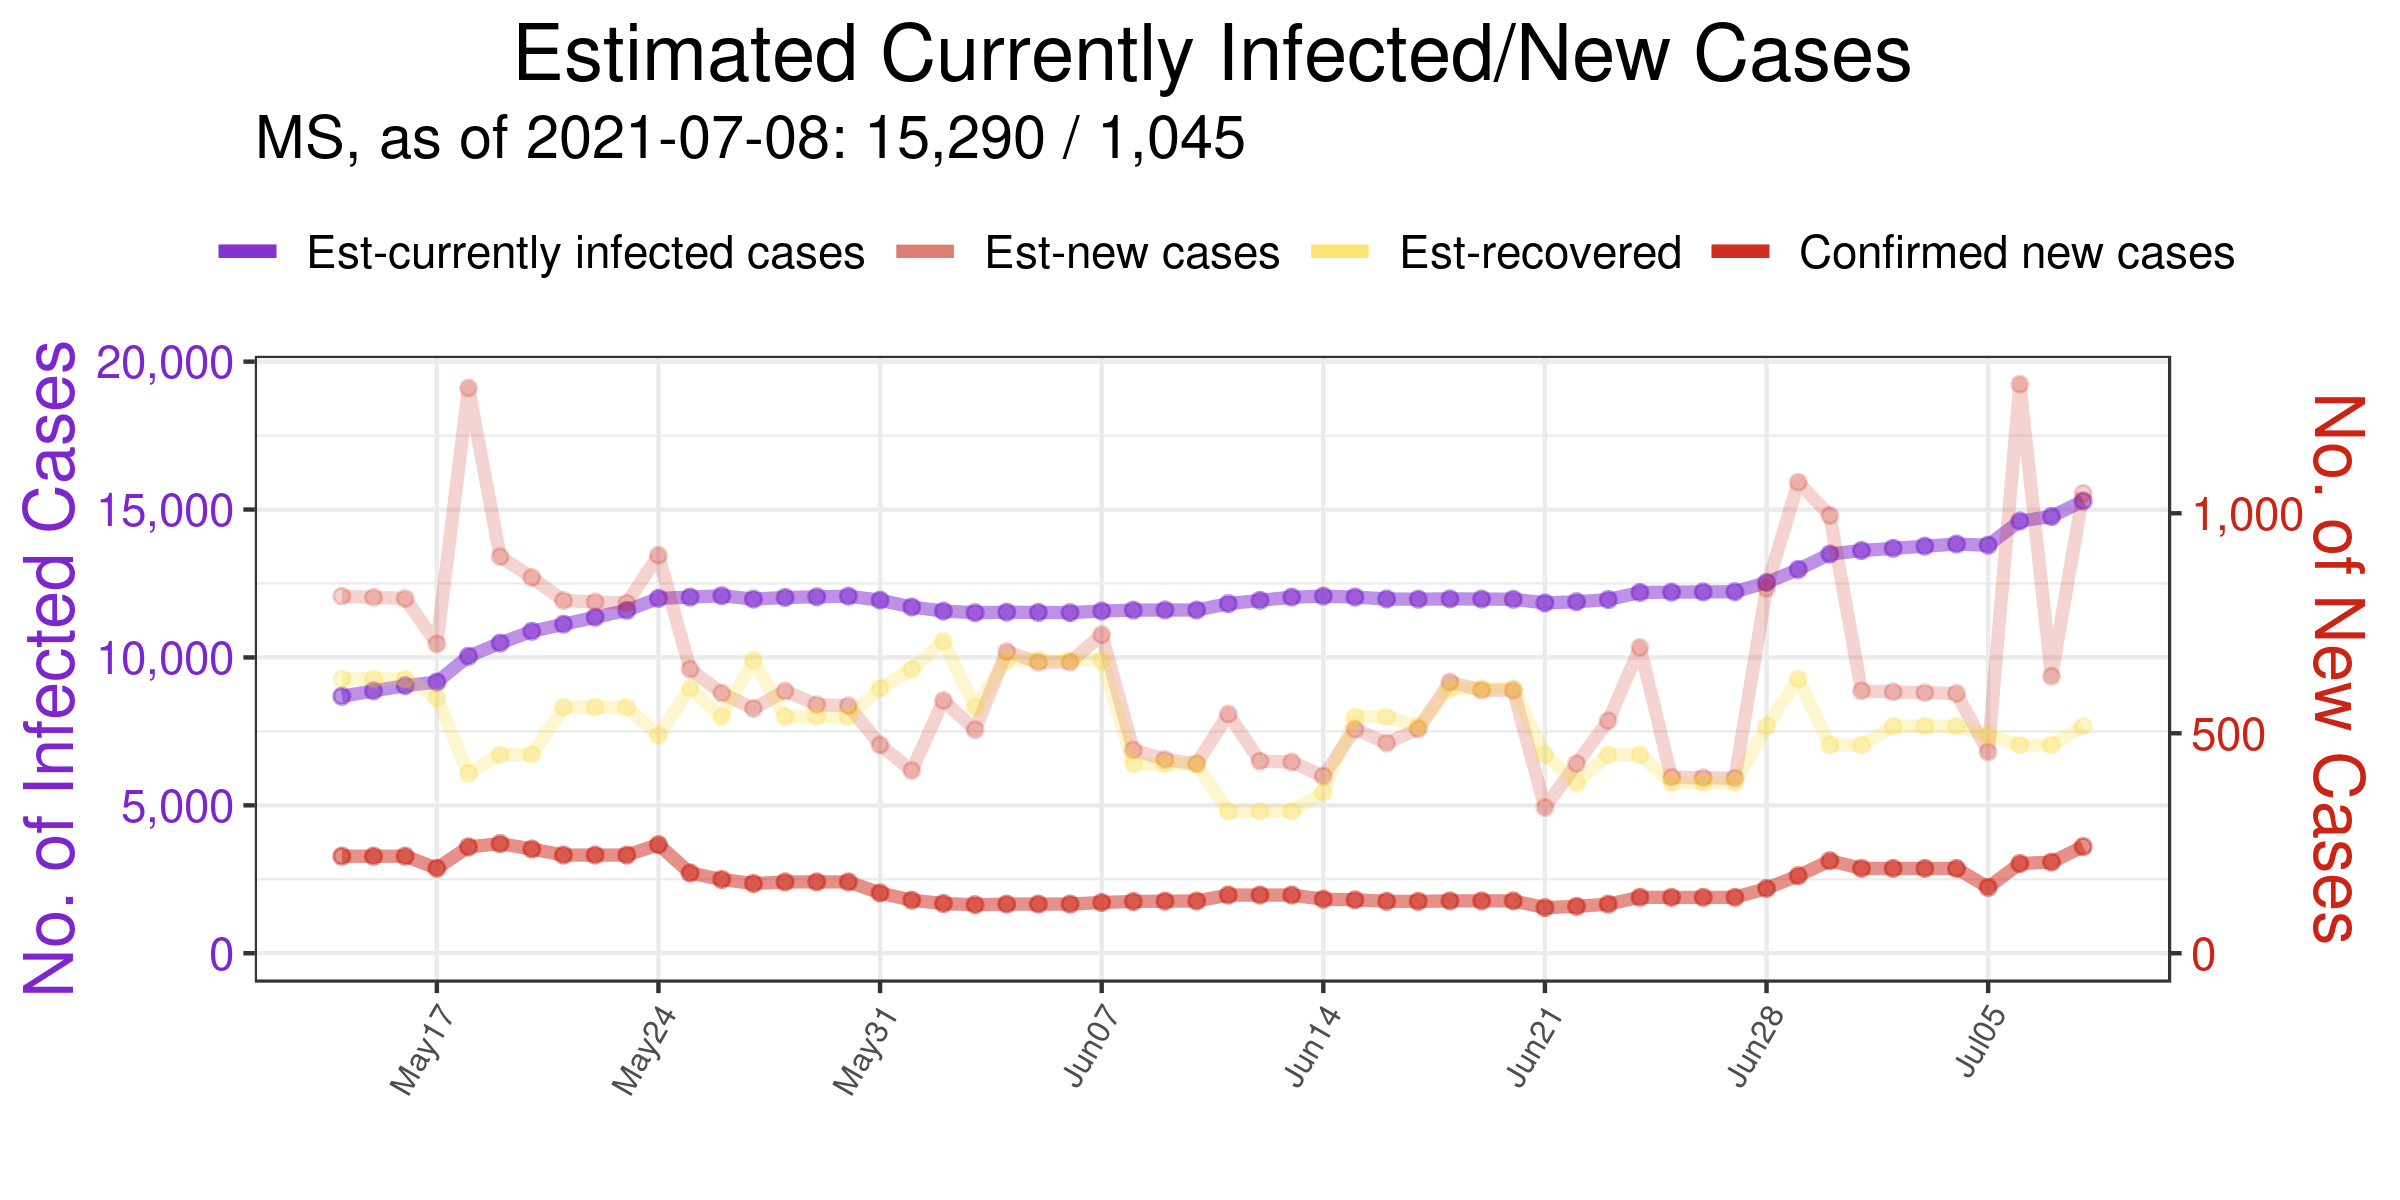 Estimated Currently Infected/New Cases
MS, as of 2021-07-08: 15,290 / 1,045
Est-currently infected cases Est-new cases Est-recovered Confirmed new cases
No. of Infected Cases
20,000
15,000
10,000
5,000
0
1,000
500
0
No. of New Cases
May17 May24 May31 Jun07 Jun14 Jun21 Jun28 Jul05